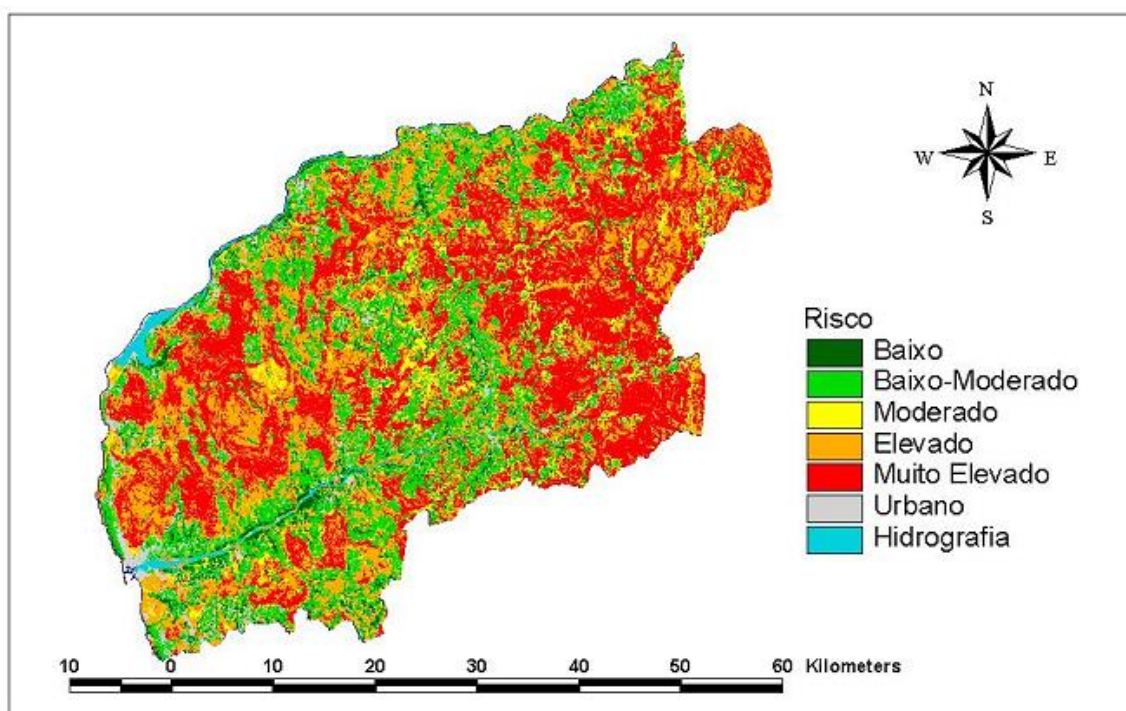 N
W E
S
Risco
Baixo
Baixo-Moderado
Moderado
Elevado
Muito Elevado
Urbano
Hidrografia
10 0 10 20 30 40 50 60 Kilometers